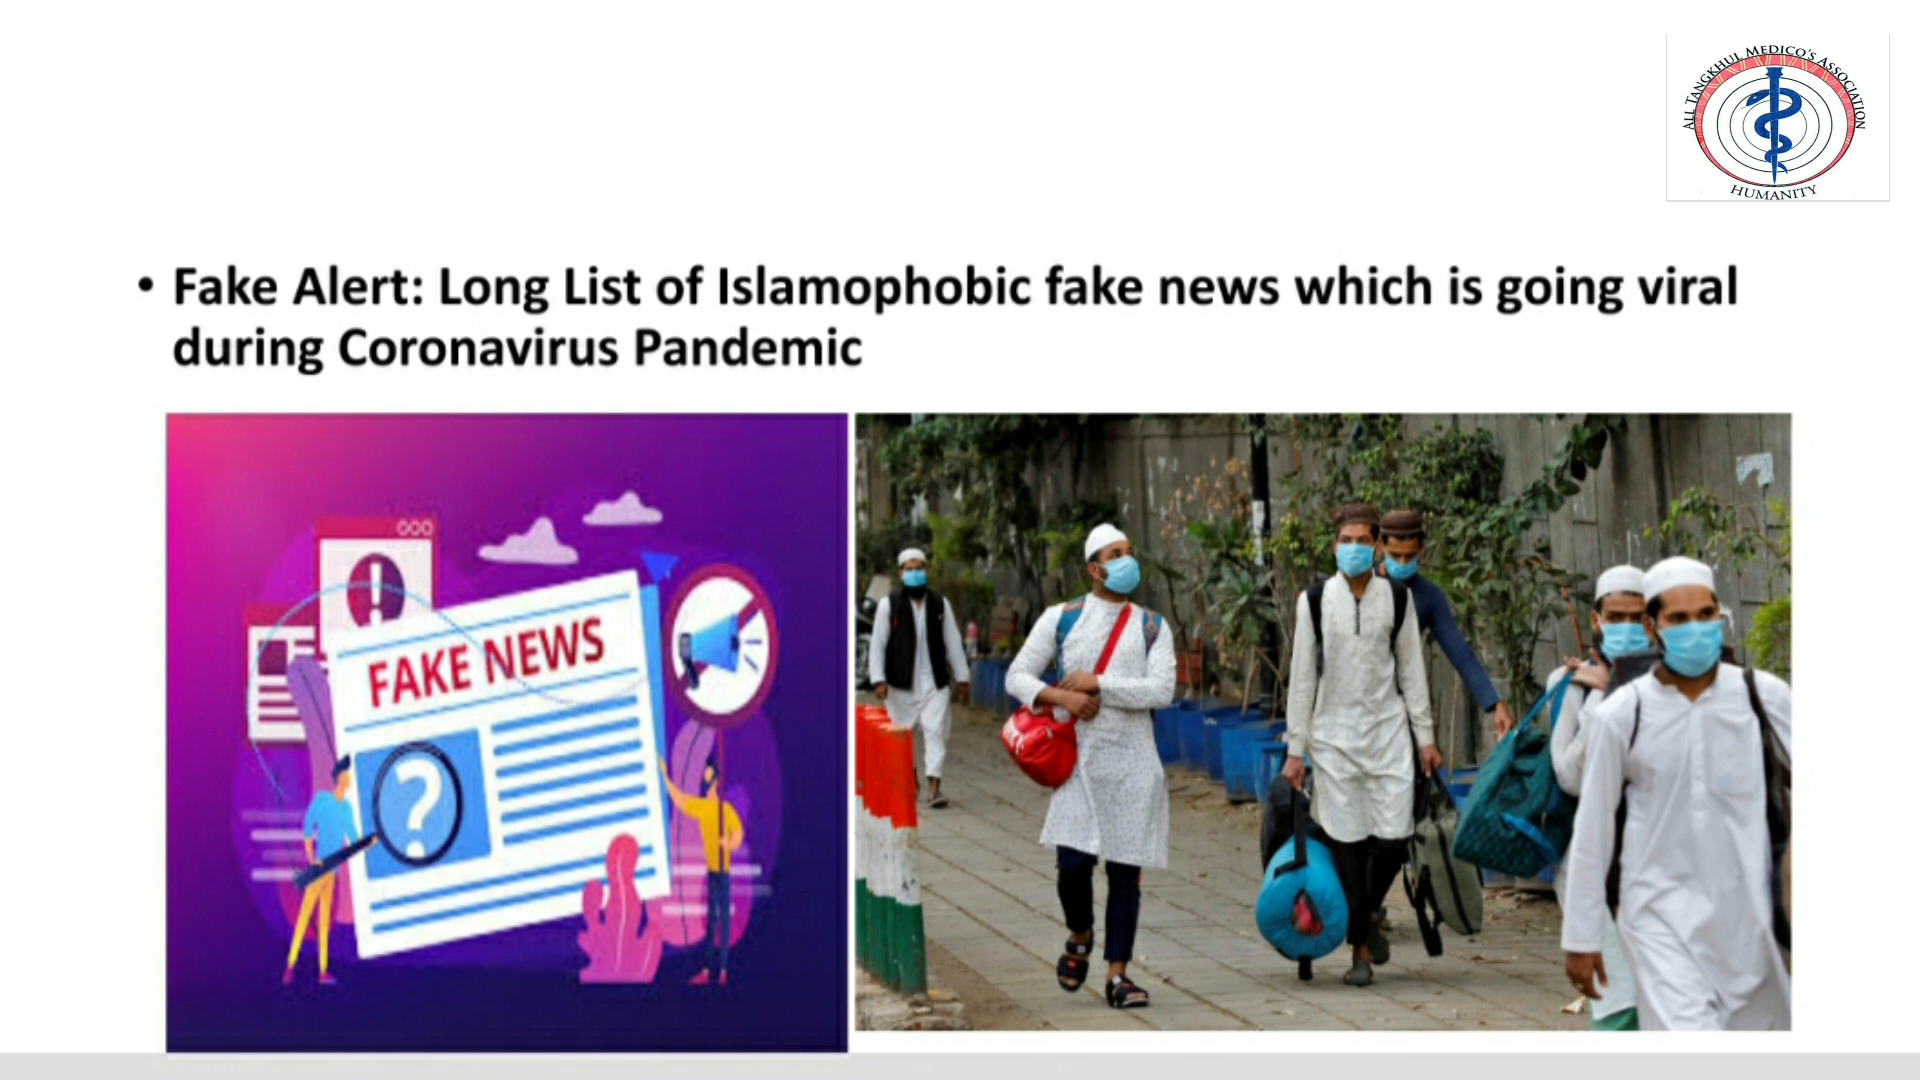 ALL TANGKHUL MEDICO'S ASSOCIATION
HUMANITY
• Fake Alert: Long List of Islamophobic fake news which is going viral
during Coronavirus Pandemic
FAKE NEWS
!
?